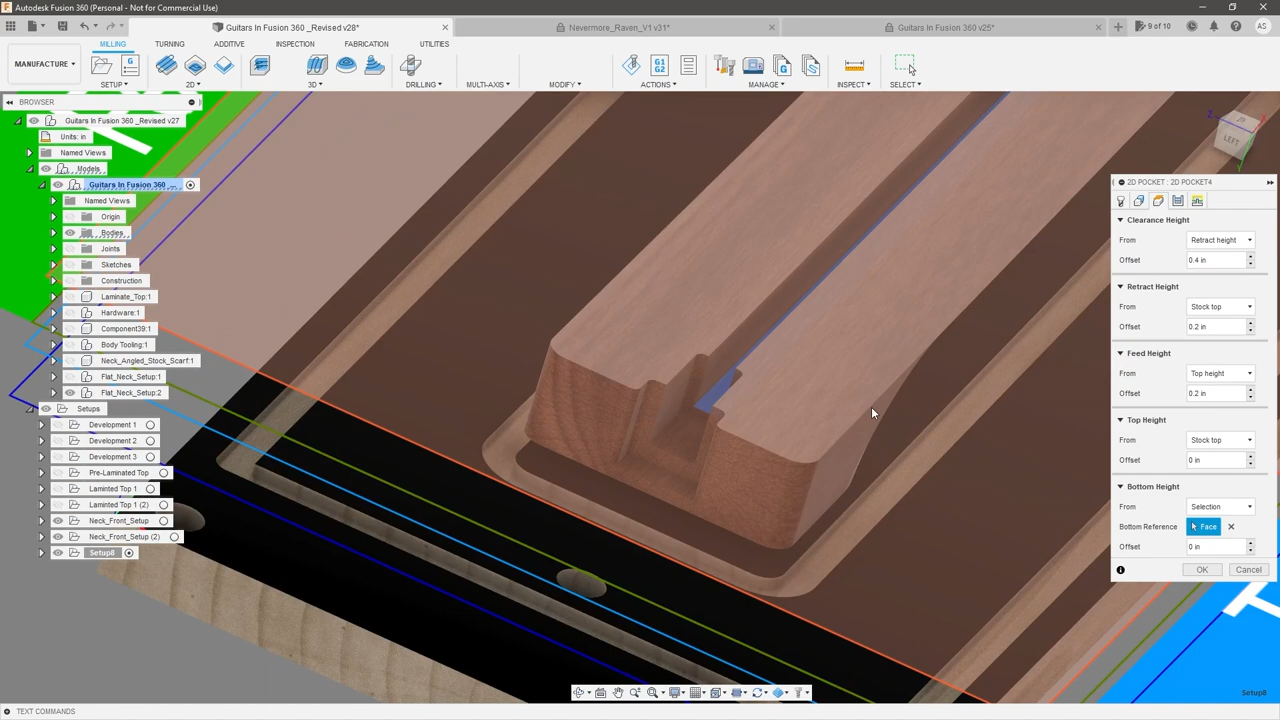 Autodesk Fusion 360 (Personal - Not for Commercial Use)
Guitars In Fusion 360 _Revised v28*
Nevermore_Raven_V1 v31*
Guitars In Fusion 360 v25*
9 of 10
AS
MILLING
TURNING
ADDITIVE
INSPECTION
FABRICATION
UTILITIES
MANUFACTURE
G1
G2
SETUP
2D
3D
DRILLING
MULTI-AXIS
MODIFY
ACTIONS
MANAGE
INSPECT
SELECT
BROWSER
Guitars In Fusion 360 _Revised v27
Units: in
Named Views
Models
Guitars In Fusion 360 _...
Named Views
Origin
Bodies
Joints
Sketches
Construction
Laminate_Top:1
Hardware:1
Component39:1
Body Tooling:1
Neck_Angled_Stock_Scarf:1
Flat_Neck_Setup:1
Flat_Neck_Setup:2
Setups
Development 1
Development 2
Development 3
Pre-Laminated Top
Laminted Top 1
Laminted Top 1 (2)
Neck_Front_Setup
Neck_Front_Setup (2)
Setup8
Z
X
Y
LEFT
2D POCKET : 2D POCKET4
Clearance Height
From Retract height
Offset 0.4 in
Retract Height
From Stock top
Offset 0.2 in
Feed Height
From Top height
Offset 0.2 in
Top Height
From Stock top
Offset 0 in
Bottom Height
From Selection
Bottom Reference Face
Offset 0 in
OK Cancel
Setup8
TEXT COMMANDS